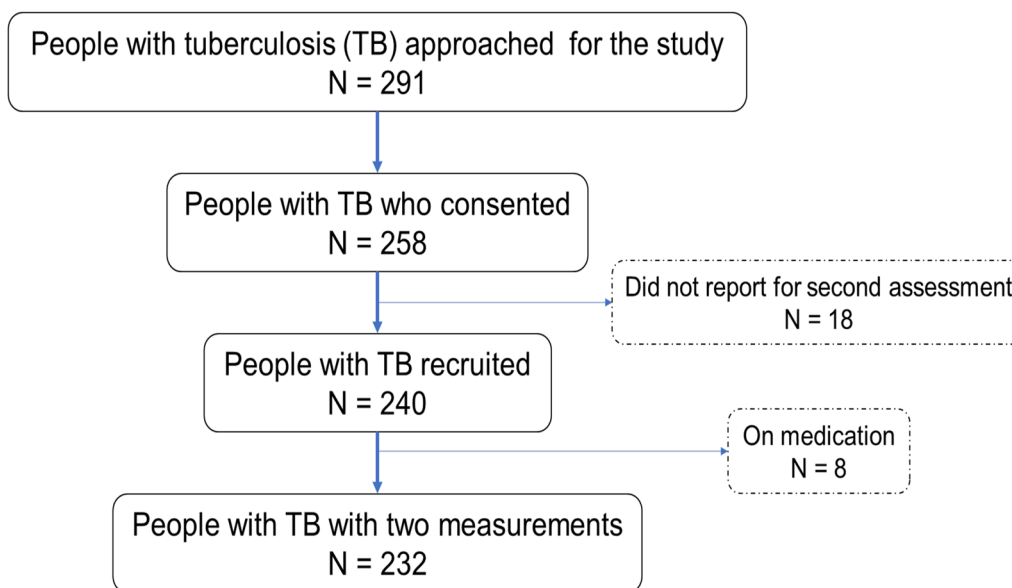 People with tuberculosis (TB) approached for the study
N = 291
People with TB who consented
N = 258
Did not report for second assessment
N = 18
People with TB recruited
N = 240
On medication
N = 8
People with TB with two measurements
N = 232